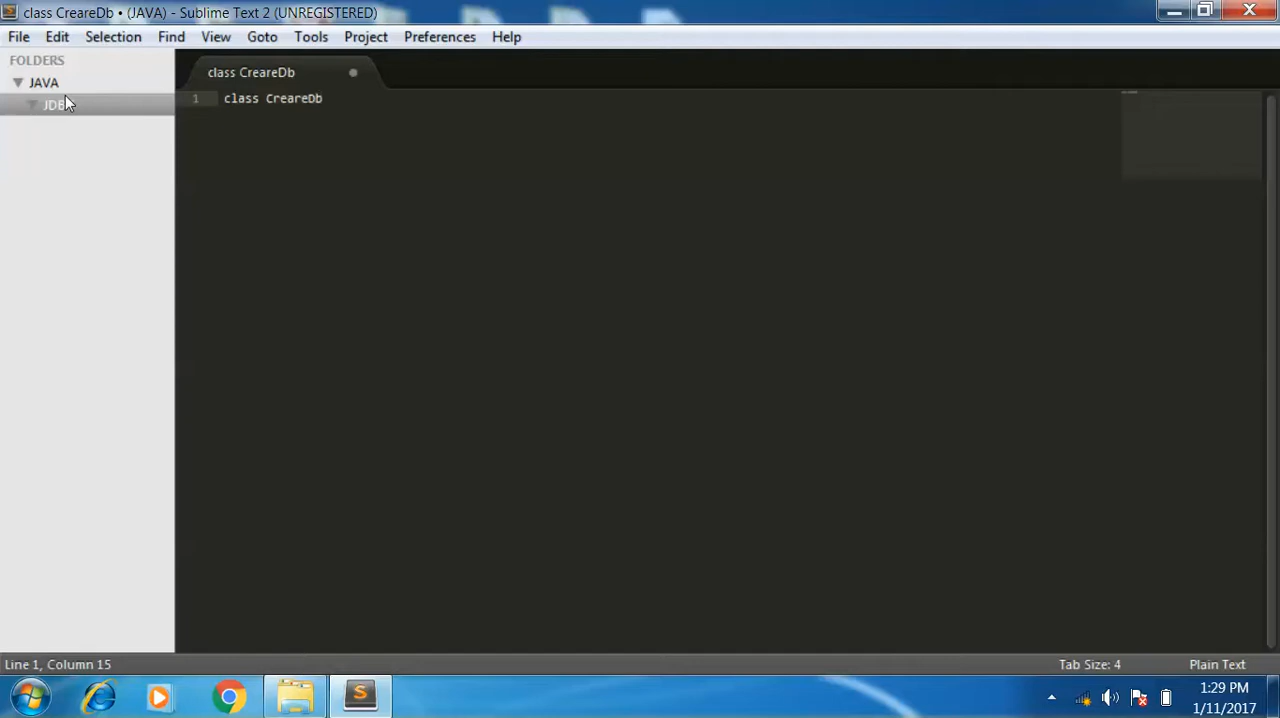 class CreareDb • (JAVA) - Sublime Text 2 (UNREGISTERED)
File Edit Selection Find View Goto Tools Project Preferences Help
FOLDERS
JAVA
class CreareDb
1 class CreareDb
Line 1, Column 15
Tab Size: 4
Plain Text
1:29 PM
1/11/2017